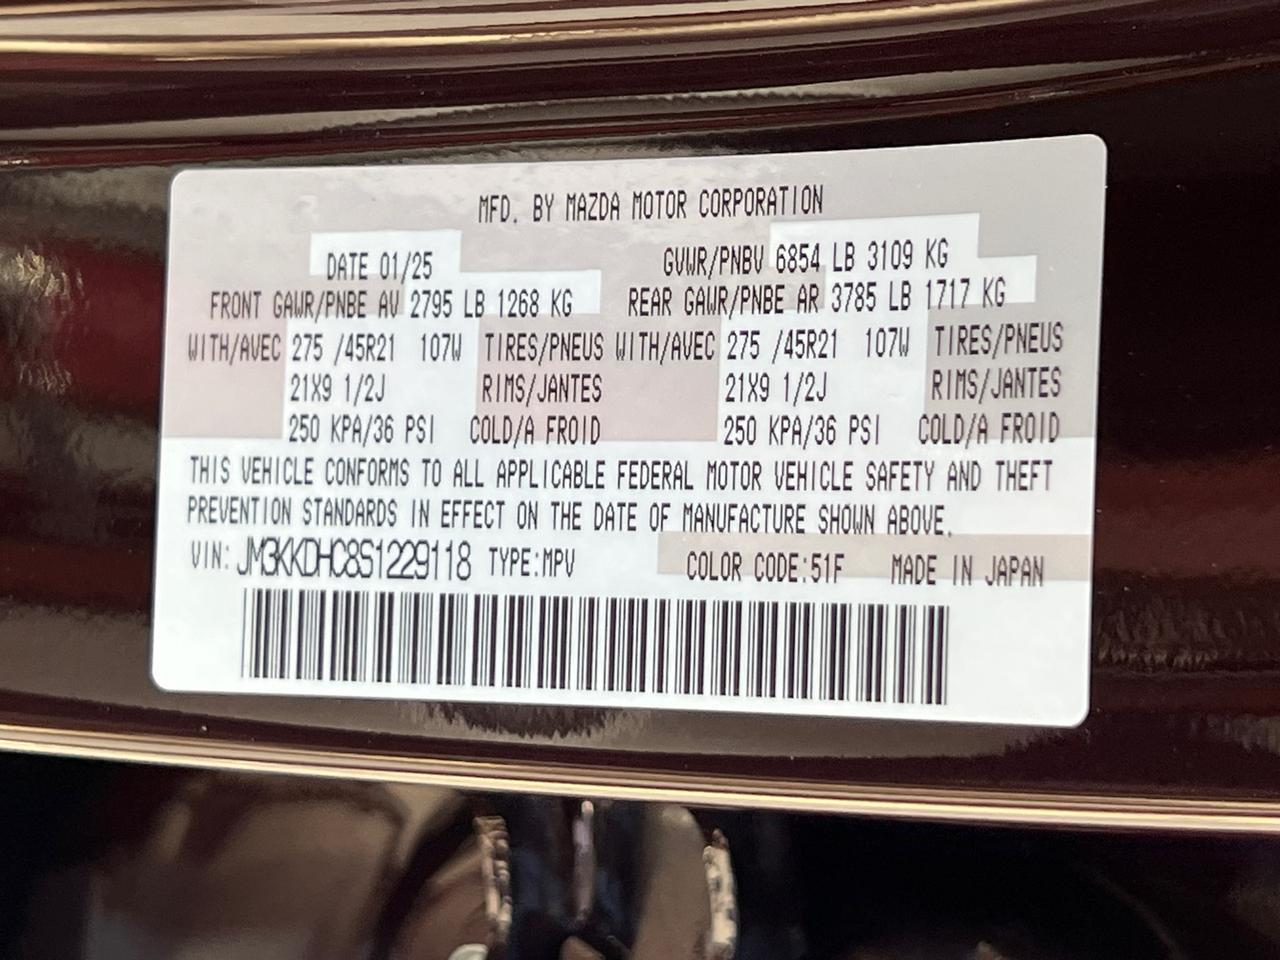 MFD. BY MAZDA MOTOR CORPORATION
DATE 01/25 GVWR/PNBV 6854 LB 3109 KG
FRONT GAWR/PNBE AV 2795 LB 1268 KG REAR GAWR/PNBE AR 3785 LB 1717 KG
WITH/AVEC 275 /45R21 107W TIRES/PNEUS WITH/AVEC 275 /45R21 107W TIRES/PNEUS
21X9 1/2J RIMS/JANTES 21X9 1/2J RIMS/JANTES
250 KPA/36 PSI COLD/A FROID 250 KPA/36 PSI COLD/A FROID
THIS VEHICLE CONFORMS TO ALL APPLICABLE FEDERAL MOTOR VEHICLE SAFETY AND THEFT
PREVENTION STANDARDS IN EFFECT ON THE DATE OF MANUFACTURE SHOWN ABOVE.
VIN: JM3KKDHC8S1229118 TYPE:MPV COLOR CODE:51F MADE IN JAPAN